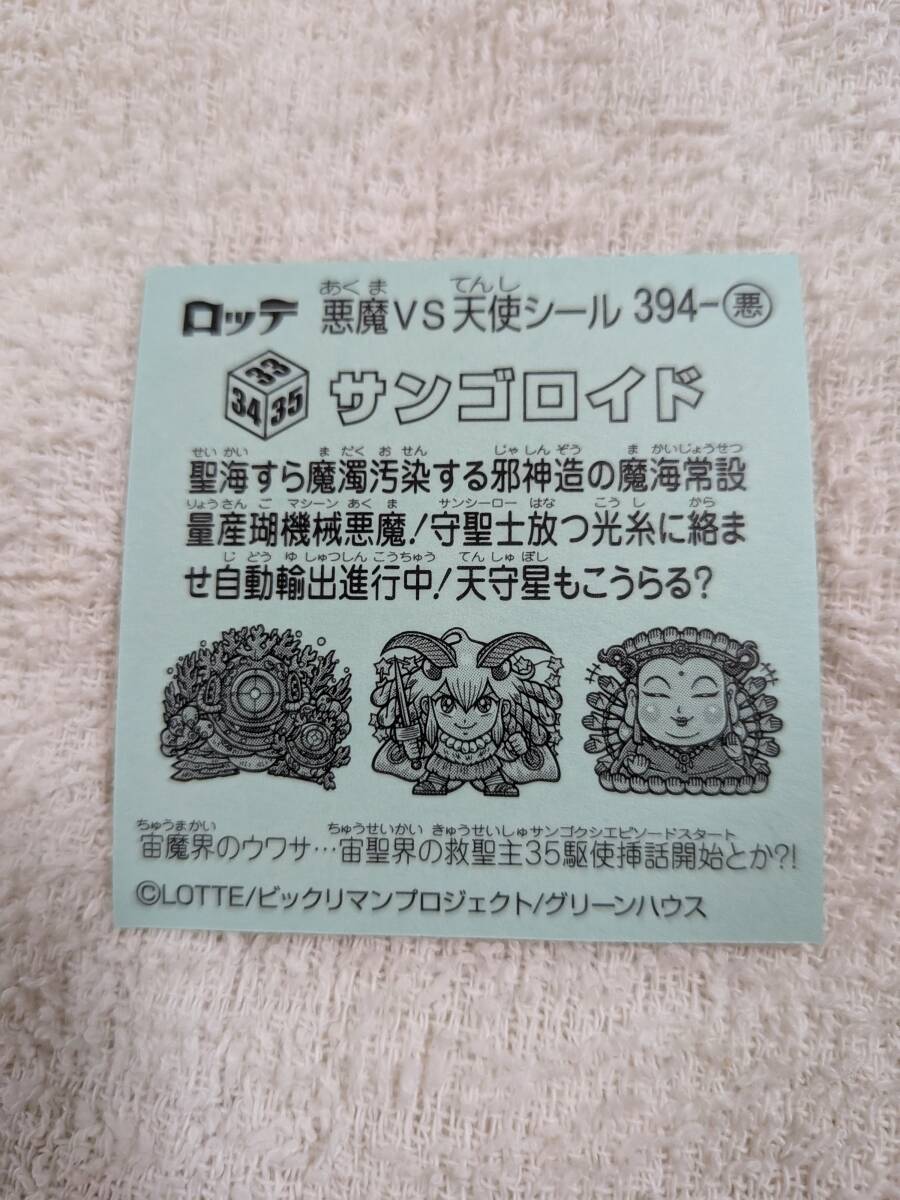 あくま てんし
ロッテ 悪魔VS天使シール 394-悪
33
34 35 サンゴロイド
せいかい まだく おせん じゃしんぞう まかいじょうせつ
聖海すら魔濁汚染する邪神造の魔海常設
りょうさん ご マシーン あくま サンシーロー はな こうし から
量産瑚機械悪魔!守聖士放つ光糸に絡ま
じどう ゆしゅつしんこうちゅう てんしゅぼし
せ自動輸出進行中!天守星もこうらる?
ちゅうまかい ちゅうせいかい きゅうせいしゅサンゴクシエピソードスタート
宙魔界のウワサ…宙聖界の救聖主35駆使挿話開始とか?!
©LOTTE/ビックリマンプロジェクト/グリーンハウス